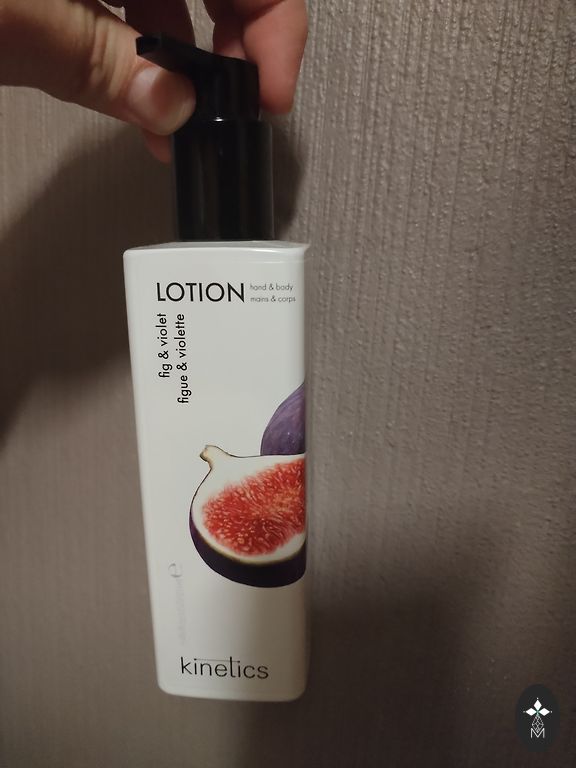 LOTION hand & body
mains & corps
fig & violet
figue & violette
kinetics
M